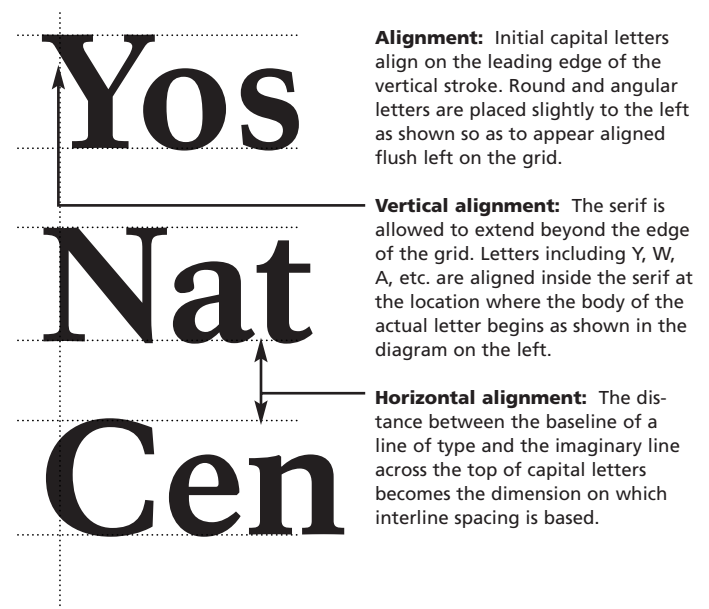 Yos
Nat
Cen
Alignment: Initial capital letters
align on the leading edge of the
vertical stroke. Round and angular
letters are placed slightly to the left
as shown so as to appear aligned
flush left on the grid.
Vertical alignment: The serif is
allowed to extend beyond the edge
of the grid. Letters including Y, W,
A, etc. are aligned inside the serif at
the location where the body of the
actual letter begins as shown in the
diagram on the left.
Horizontal alignment: The dis-
tance between the baseline of a
line of type and the imaginary line
across the top of capital letters
becomes the dimension on which
interline spacing is based.